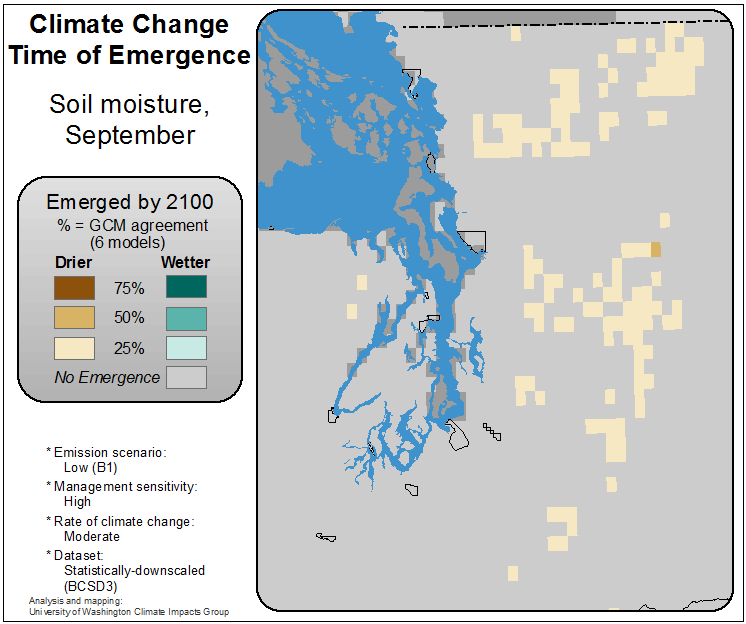 Climate Change
Time of Emergence
Soil moisture,
September
Emerged by 2100
% = GCM agreement
(6 models)
Drier Wetter
75%
50%
25%
No Emergence
* Emission scenario:
Low (B1)
* Management sensitivity:
High
* Rate of climate change:
Moderate
* Dataset:
Statistically-downscaled
(BCSD3)
Analysis and mapping:
University of Washington Climate Impacts Group